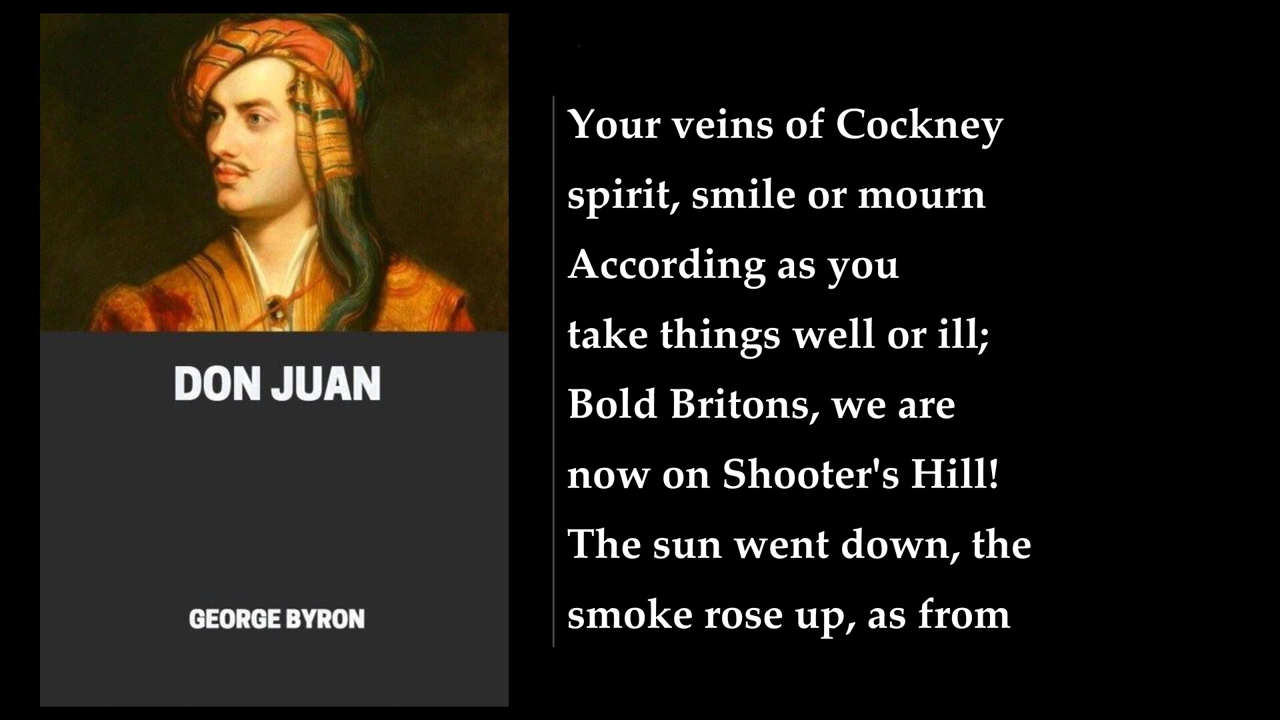 DON JUAN
GEORGE BYRON
Your veins of Cockney
spirit, smile or mourn
According as you
take things well or ill;
Bold Britons, we are
now on Shooter's Hill!
The sun went down, the
smoke rose up, as from